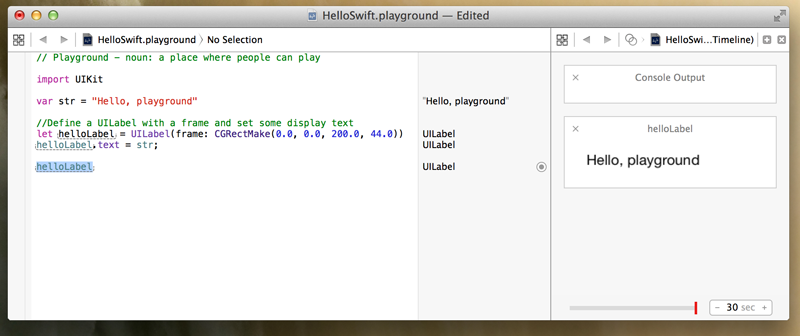 HelloSwift.playground — Edited
HelloSwift.playground 〉 No Selection
HelloSwi...Timeline)
// Playground - noun: a place where people can play
import UIKit
var str = "Hello, playground"
"Hello, playground"
//Define a UILabel with a frame and set some display text
let helloLabel = UILabel(frame: CGRectMake(0.0, 0.0, 200.0, 44.0))
UILabel
helloLabel.text = str;
UILabel
helloLabel
UILabel
Console Output
helloLabel
Hello, playground
- 30 sec +